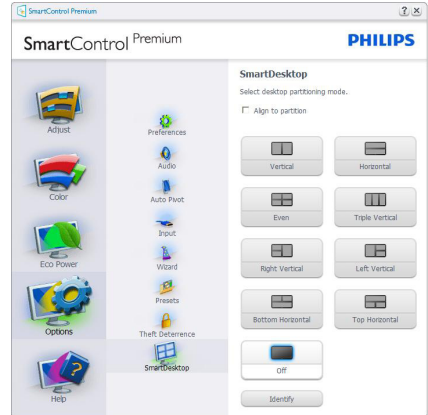 SmartControl Premium
SmartControl Premium
PHILIPS
Adjust
Color
Eco Power
Options
Help
Preferences
Audio
Auto Pivot
Input
Wizard
Presets
Theft Deterrence
SmartDesktop
SmartDesktop
Select desktop partitioning mode.
Align to partition
Vertical
Horizontal
Even
Triple Vertical
Right Vertical
Left Vertical
Bottom Horizontal
Top Horizontal
Off
Identify